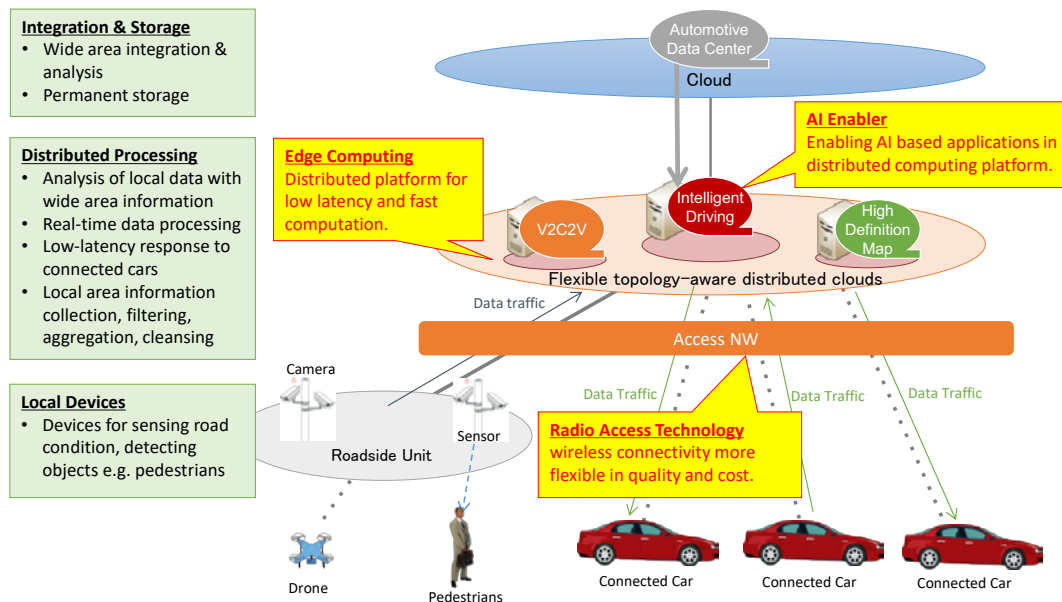 Integration & Storage
• Wide area integration &
analysis
• Permanent storage
Distributed Processing
• Analysis of local data with
wide area information
• Real-time data processing
• Low-latency response to
connected cars
• Local area information
collection, filtering,
aggregation, cleansing
Local Devices
• Devices for sensing road
condition, detecting
objects e.g. pedestrians
Automotive
Data Center
Cloud
AI Enabler
Enabling AI based applications in
distributed computing platform.
Edge Computing
Distributed platform for
low latency and fast
computation.
V2C2V
Intelligent
Driving
High
Definition
Map
Flexible topology-aware distributed clouds
Data traffic
Access NW
Camera
Sensor
Roadside Unit
Data Traffic
Data Traffic
Data Traffic
Radio Access Technology
wireless connectivity more
flexible in quality and cost.
Drone
Pedestrians
Connected Car
Connected Car
Connected Car